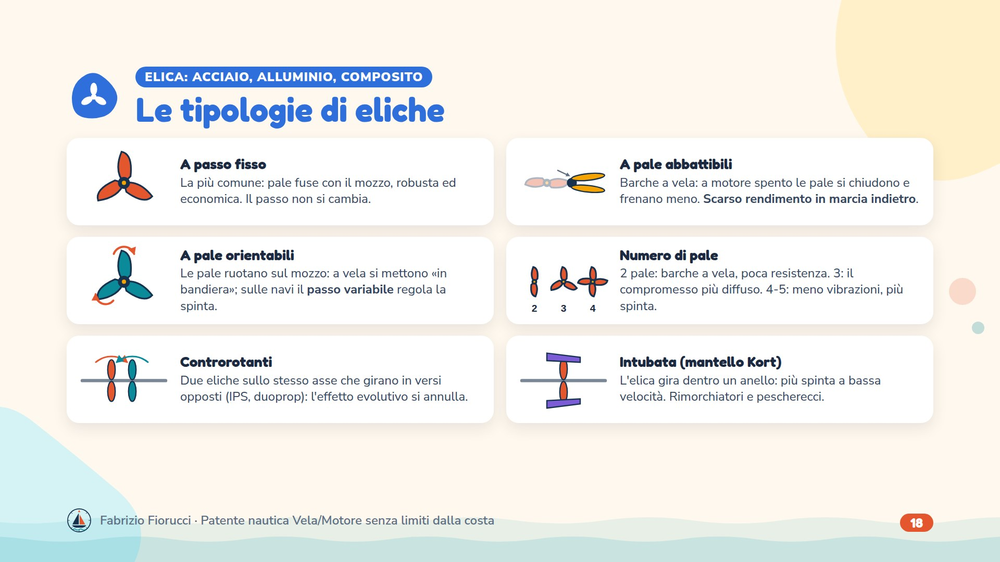 ELICA: ACCIAIO, ALLUMINIO, COMPOSITO
Le tipologie di eliche
A passo fisso
La più comune: pale fuse con il mozzo, robusta ed
economica. Il passo non si cambia.
A pale abbattibili
Barche a vela: a motore spento le pale si chiudono e
frenano meno. Scarso rendimento in marcia indietro.
A pale orientabili
Le pale ruotano sul mozzo: a vela si mettono «in
bandiera»; sulle navi il passo variabile regola la
spinta.
2 3 4
Numero di pale
2 pale: barche a vela, poca resistenza. 3: il
compromesso più diffuso. 4-5: meno vibrazioni, più
spinta.
Controrotanti
Due eliche sullo stesso asse che girano in versi
opposti (IPS, duoprop): l'effetto evolutivo si annulla.
Intubata (mantello Kort)
L'elica gira dentro un anello: più spinta a bassa
velocità. Rimorchiatori e pescherecci.
Fabrizio Fiorucci · Patente nautica Vela/Motore senza limiti dalla costa
18